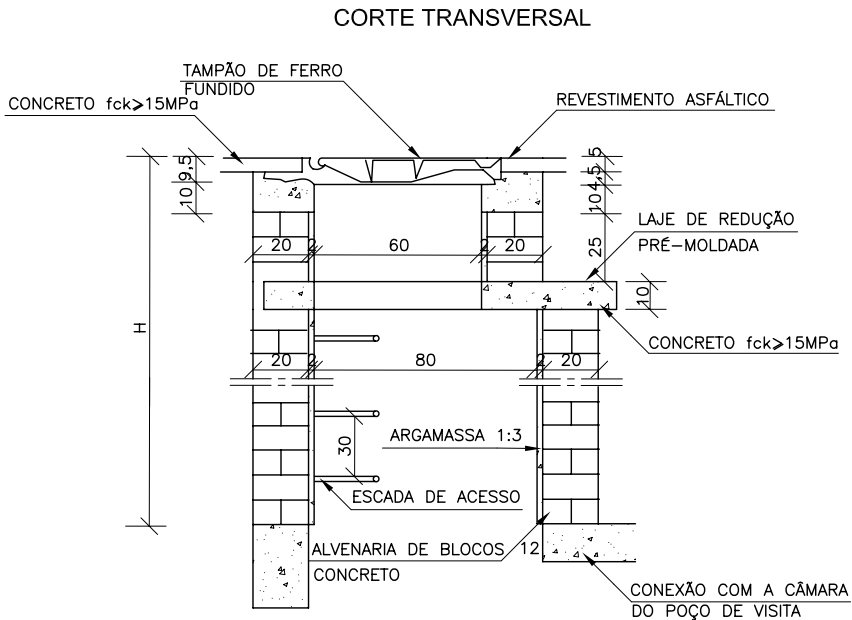 CORTE TRANSVERSAL
TAMPÃO DE FERRO
FUNDIDO
CONCRETO fck≥15MPa
REVESTIMENTO ASFÁLTICO
9,5
10
5
4,5
10
25
LAJE DE REDUÇÃO
PRÉ-MOLDADA
20
2
60
2
20
10
H
CONCRETO fck≥15MPa
20
2
80
2
20
ARGAMASSA 1:3
30
ESCADA DE ACESSO
ALVENARIA DE BLOCOS
CONCRETO
12
CONEXÃO COM A CÂMARA
DO POÇO DE VISITA